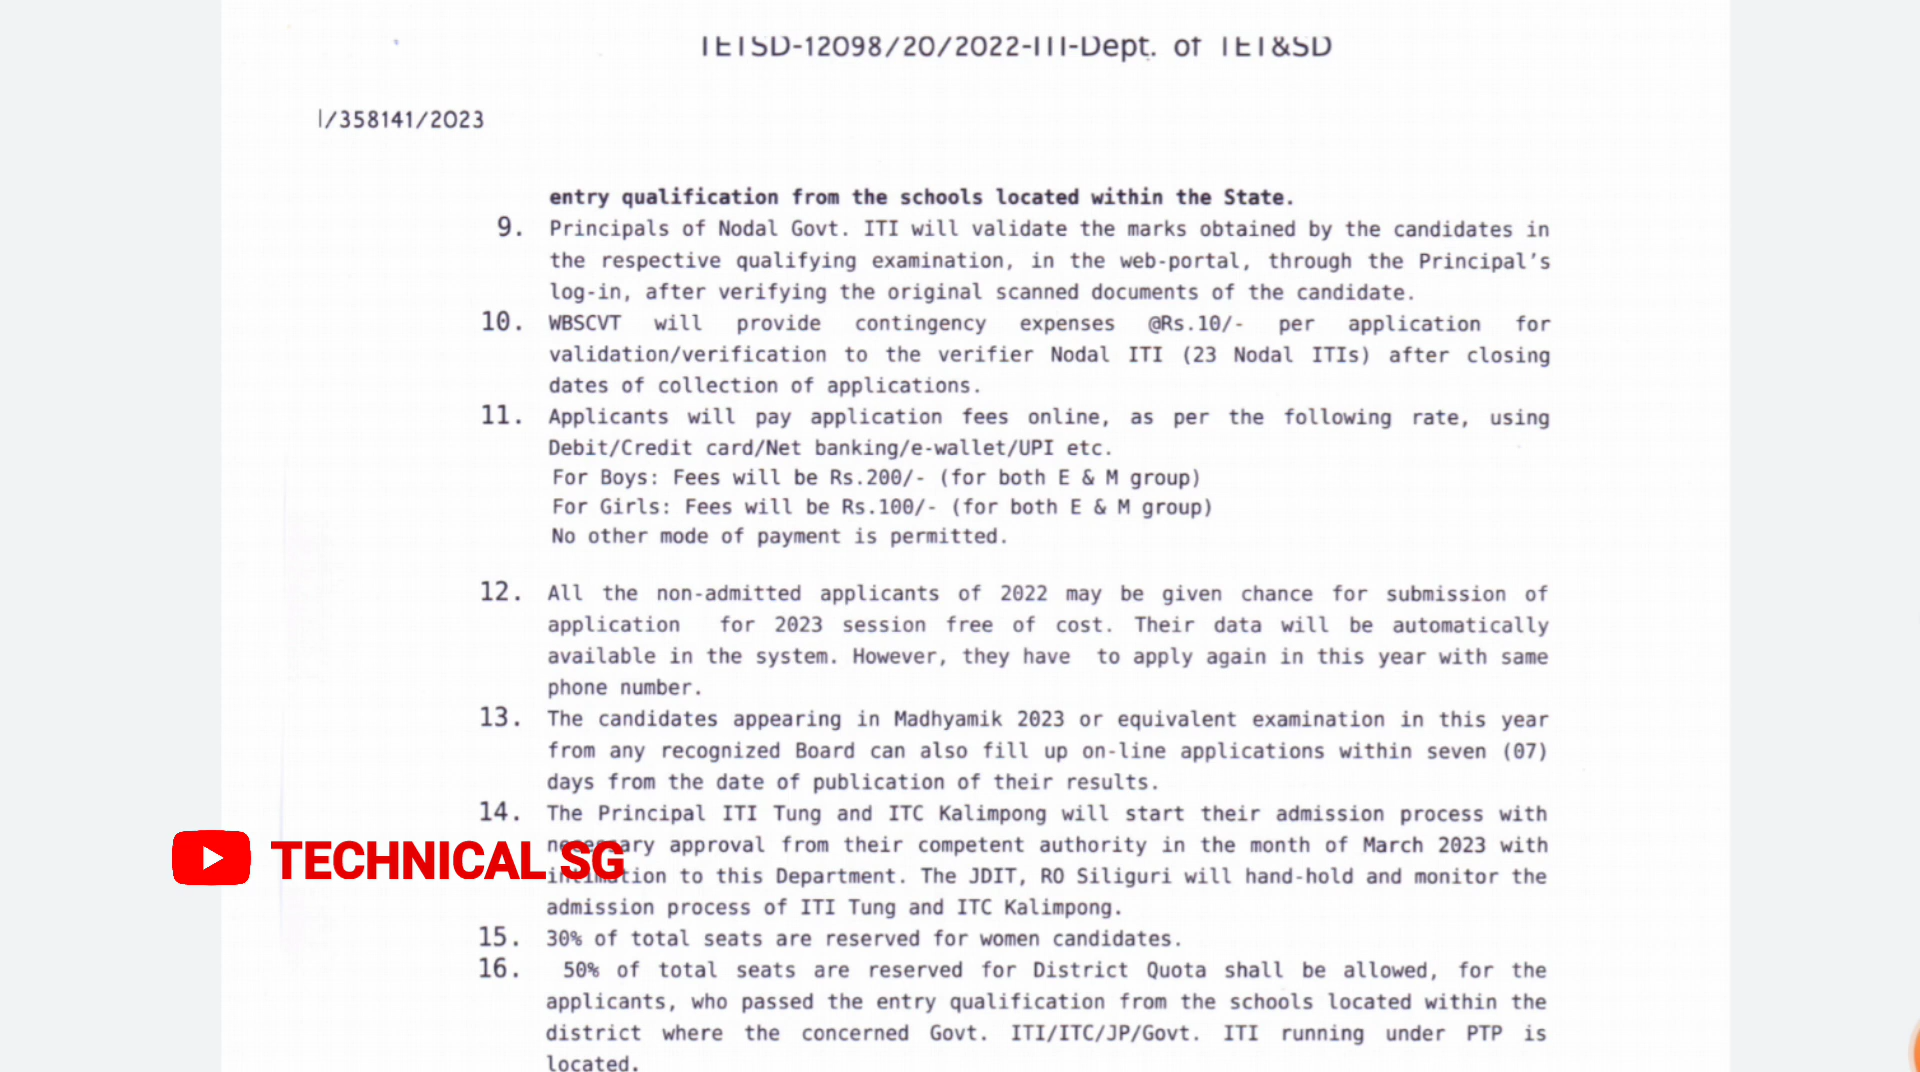 TETSD-12098/20/2022-ITI-Dept. of TET&SD
I/358141/2023
entry qualification from the schools located within the State.
9. Principals of Nodal Govt. ITI will validate the marks obtained by the candidates in
the respective qualifying examination, in the web-portal, through the Principal's
log-in, after verifying the original scanned documents of the candidate.
10. WBSCVT will provide contingency expenses @Rs.10/- per application for
validation/verification to the verifier Nodal ITI (23 Nodal ITIs) after closing
dates of collection of applications.
11. Applicants will pay application fees online, as per the following rate, using
Debit/Credit card/Net banking/e-wallet/UPI etc.
For Boys: Fees will be Rs.200/- (for both E & M group)
For Girls: Fees will be Rs.100/- (for both E & M group)
No other mode of payment is permitted.
12. All the non-admitted applicants of 2022 may be given chance for submission of
application for 2023 session free of cost. Their data will be automatically
available in the system. However, they have to apply again in this year with same
phone number.
13. The candidates appearing in Madhyamik 2023 or equivalent examination in this year
from any recognized Board can also fill up on-line applications within seven (07)
days from the date of publication of their results.
14. The Principal ITI Tung and ITC Kalimpong will start their admission process with
necessary approval from their competent authority in the month of March 2023 with
TECHNICAL SG
intimation to this Department. The JDIT, RO Siliguri will hand-hold and monitor the
admission process of ITI Tung and ITC Kalimpong.
15. 30% of total seats are reserved for women candidates.
16. 50% of total seats are reserved for District Quota shall be allowed, for the
applicants, who passed the entry qualification from the schools located within the
district where the concerned Govt. ITI/ITC/JP/Govt. ITI running under PTP is
located.